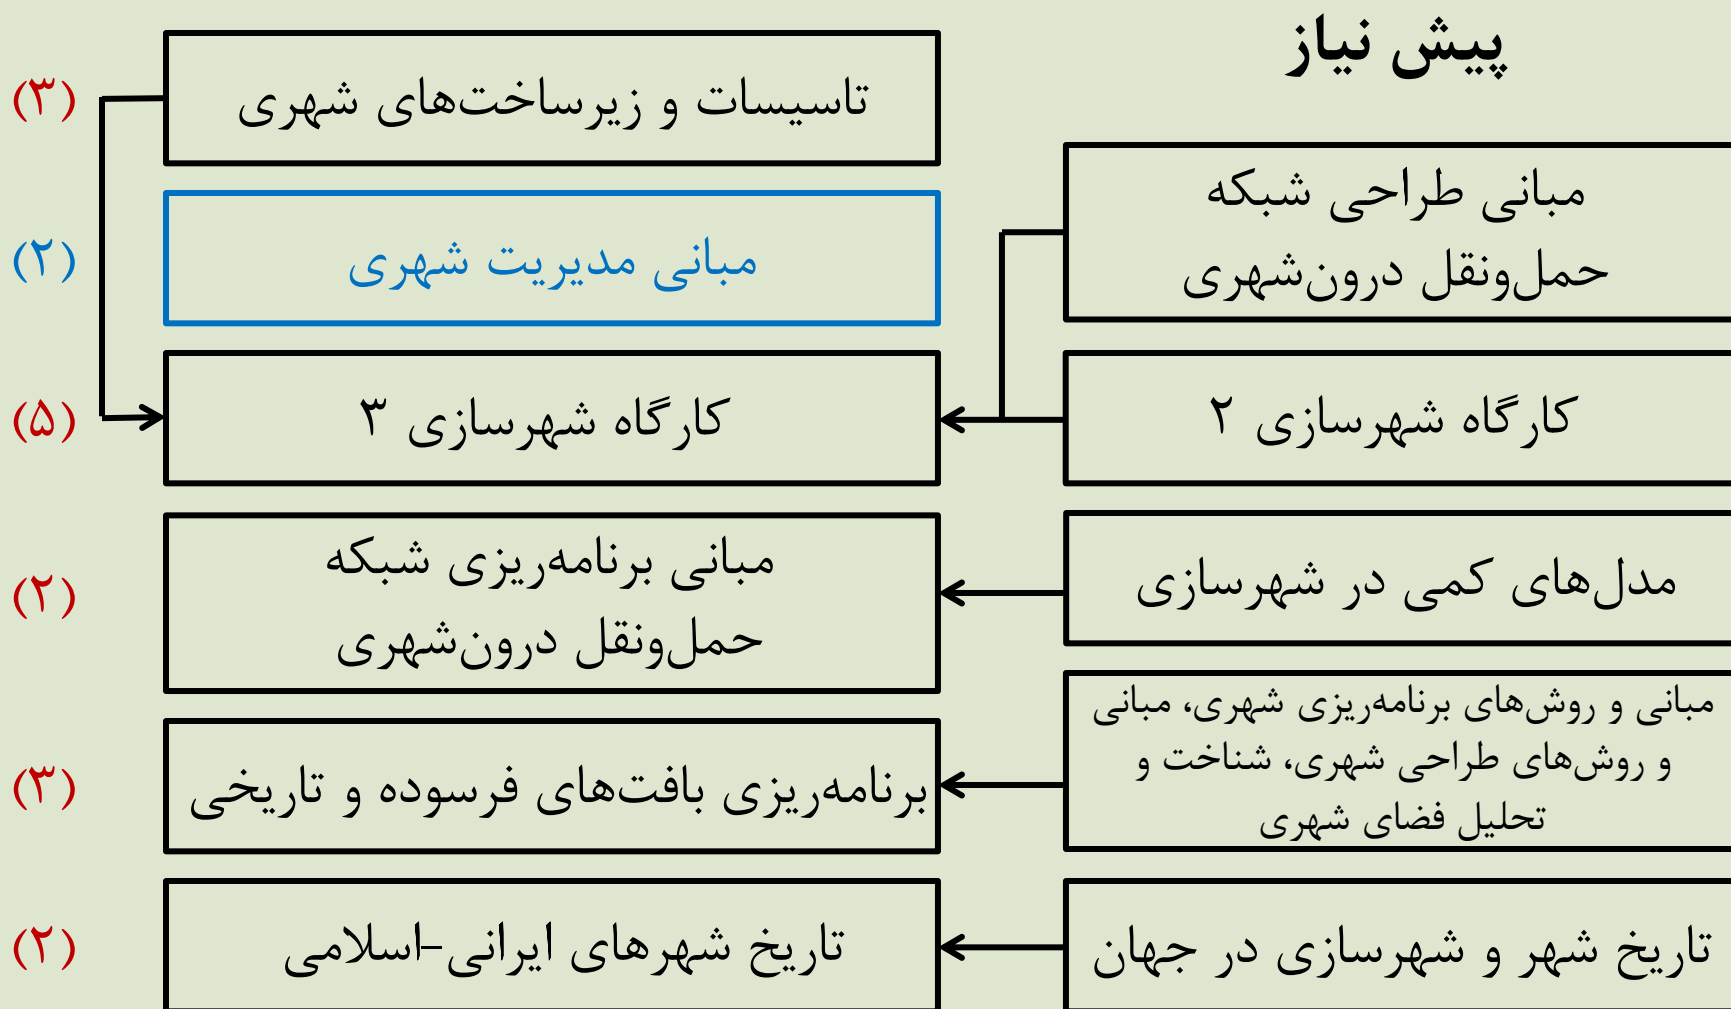 پیش نیاز
تاسیسات و زیرساخت‌های شهری
(۳)
مبانی طراحی شبکه
حمل‌ونقل درون‌شهری
مبانی مدیریت شهری
(۲)
کارگاه شهرسازی ۲
کارگاه شهرسازی ۳
(۵)
مدل‌های کمی در شهرسازی
مبانی برنامه‌ریزی شبکه
حمل‌ونقل درون‌شهری
(۲)
مبانی و روش‌های برنامه‌ریزی شهری، مبانی
و روش‌های طراحی شهری، شناخت و
تحلیل فضای شهری
برنامه‌ریزی بافت‌های فرسوده و تاریخی
(۳)
تاریخ شهر و شهرسازی در جهان
تاریخ شهرهای ایرانی-اسلامی
(۲)